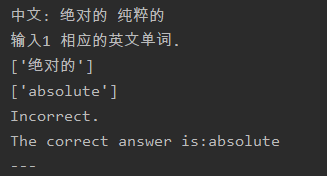 中文: 绝对的 纯粹的
输入1 相应的英文单词.
['绝对的']
['absolute']
Incorrect.
The correct answer is:absolute
---